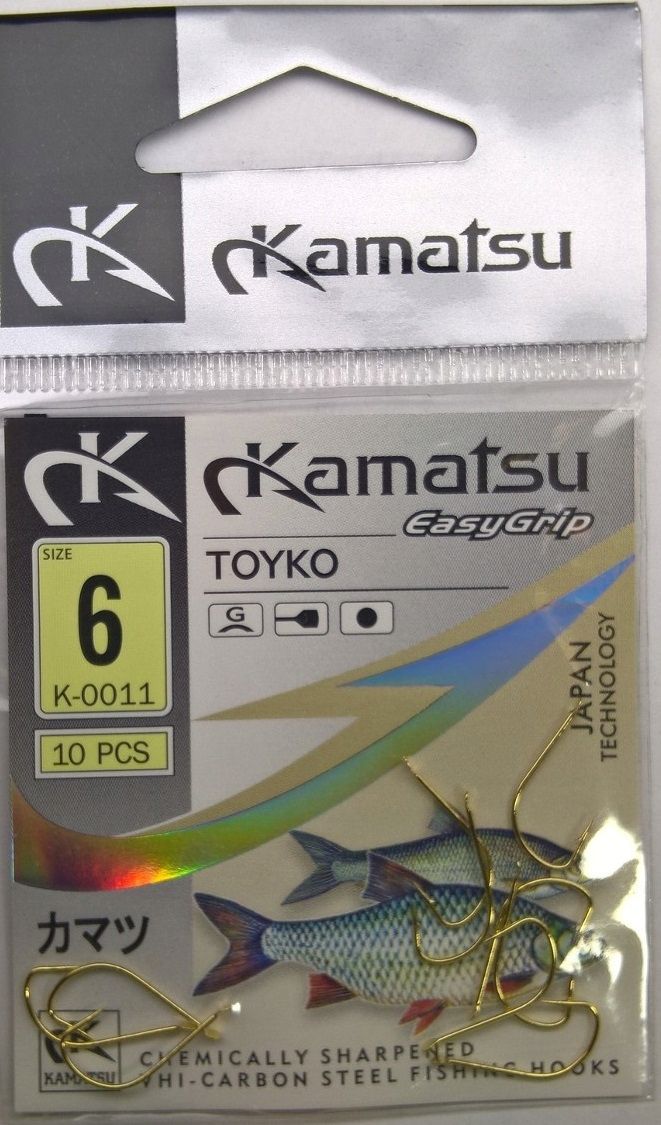 K
Kamatsu
K
Kamatsu
EasyGrip
TOYKO
SIZE
6
K-0011
10 PCS
G
JAPAN
TECHNOLOGY
カマツ
K
KAMATSU
CHEMICALLY SHARPENED
VHI-CARBON STEEL FISHING HOOKS